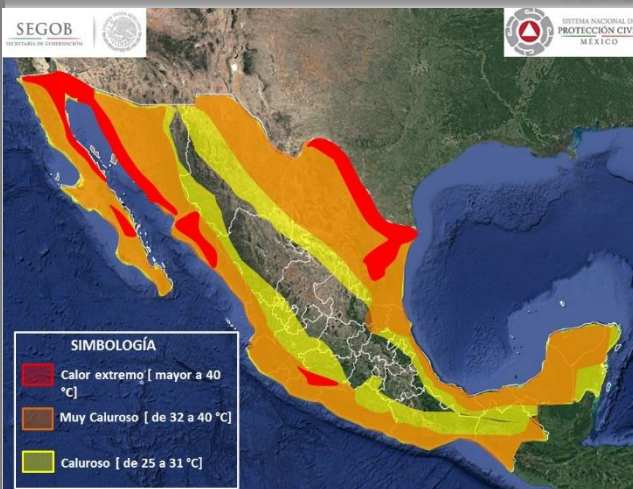 SEGOB
SECRETARÍA DE GOBERNACIÓN
SISTEMA NACIONAL DE
PROTECCIÓN CIVIL
MÉXICO
SIMBOLOGÍA
Calor extremo [ mayor a 40
°C]
Muy Caluroso [ de 32 a 40 °C]
Caluroso [ de 25 a 31 °C]